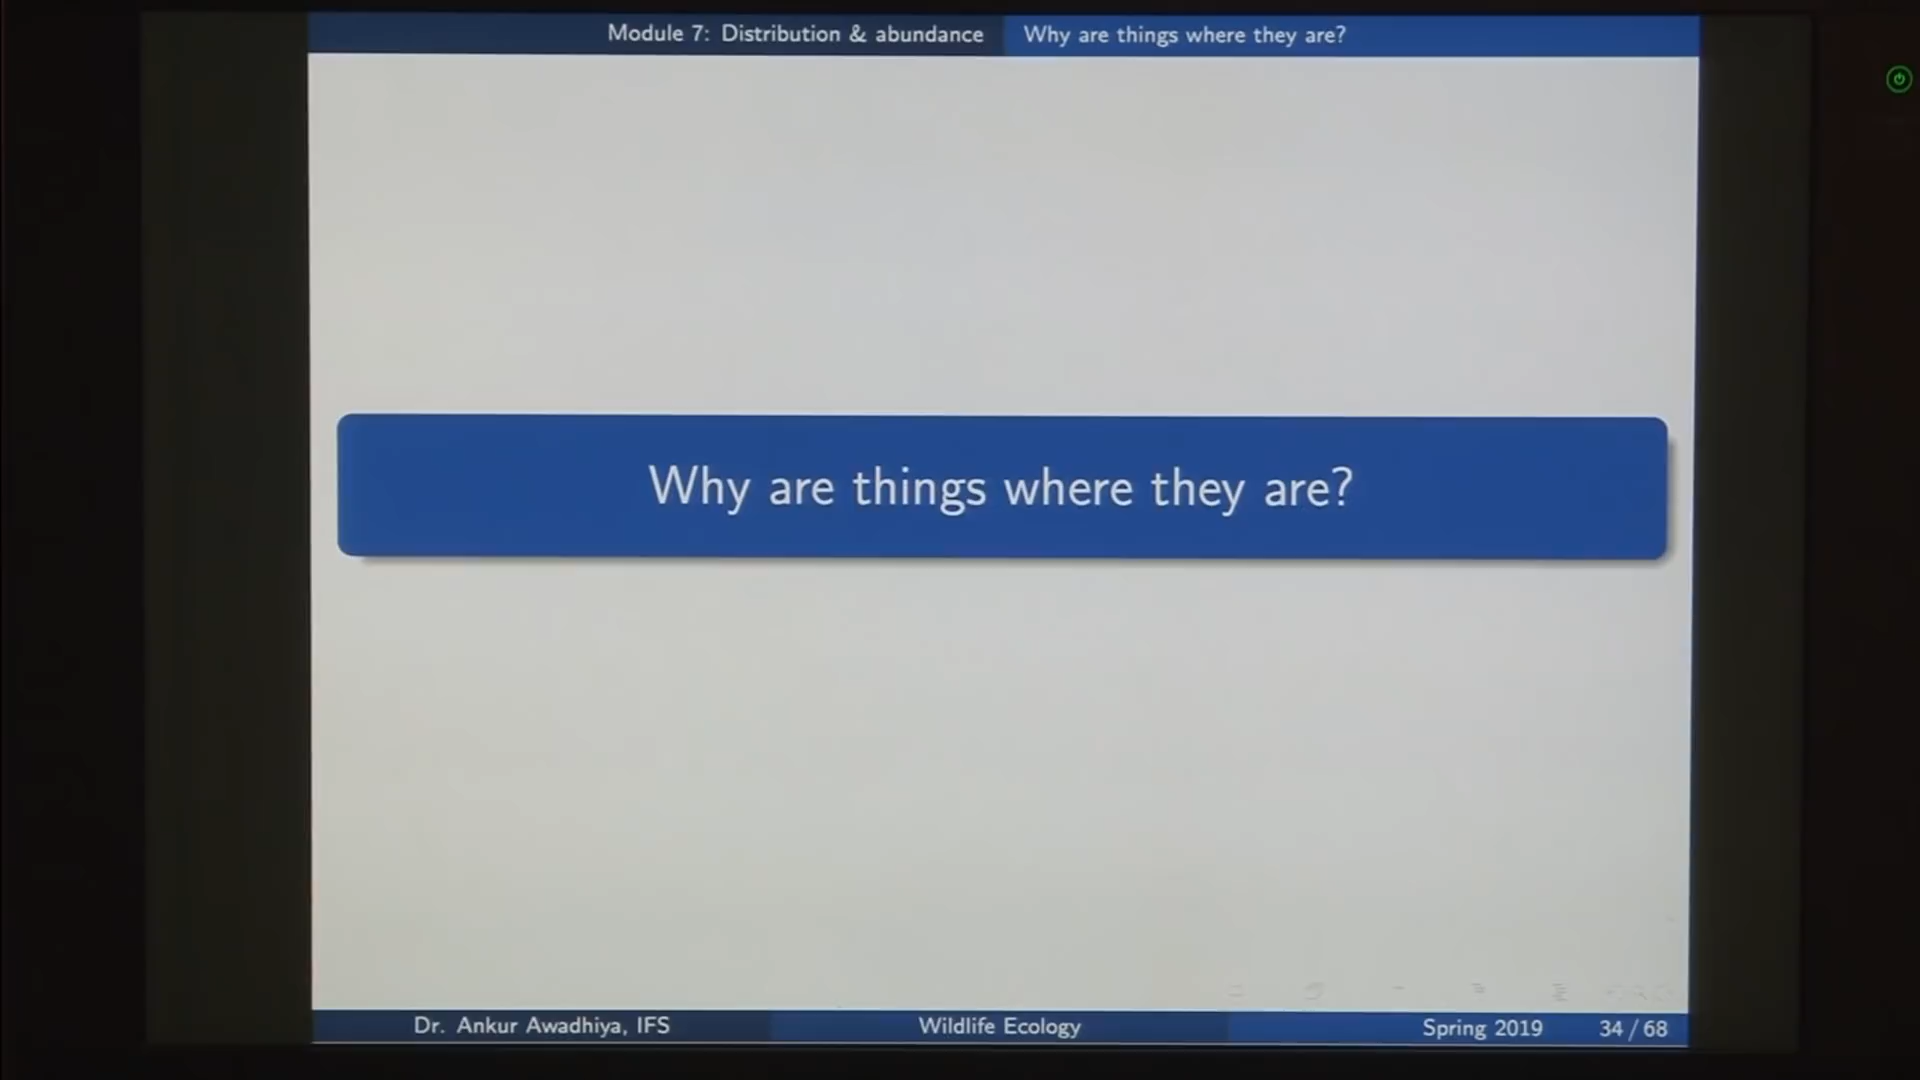 Module 7: Distribution & abundance Why are things where they are?
Why are things where they are?
Dr. Ankur Awadhiya, IFS Wildlife Ecology Spring 2019 34 / 68